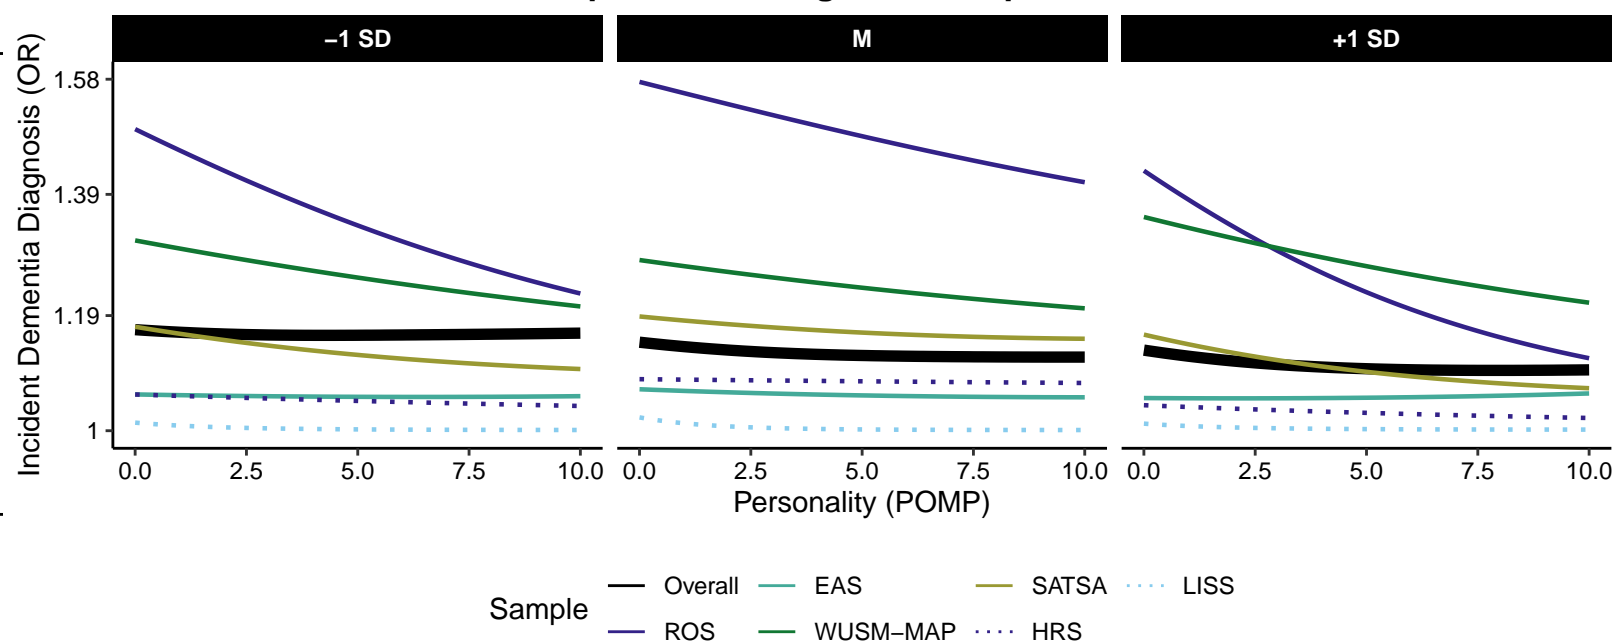 –1 SD
M
+1 SD
Incident Dementia Diagnosis (OR)
1.58
1.39
1.19
1
0.0 2.5 5.0 7.5 10.0 0.0 2.5 5.0 7.5 10.0 0.0 2.5 5.0 7.5 10.0
Personality (POMP)
Sample
Overall EAS SATSA LISS
ROS WUSM–MAP HRS